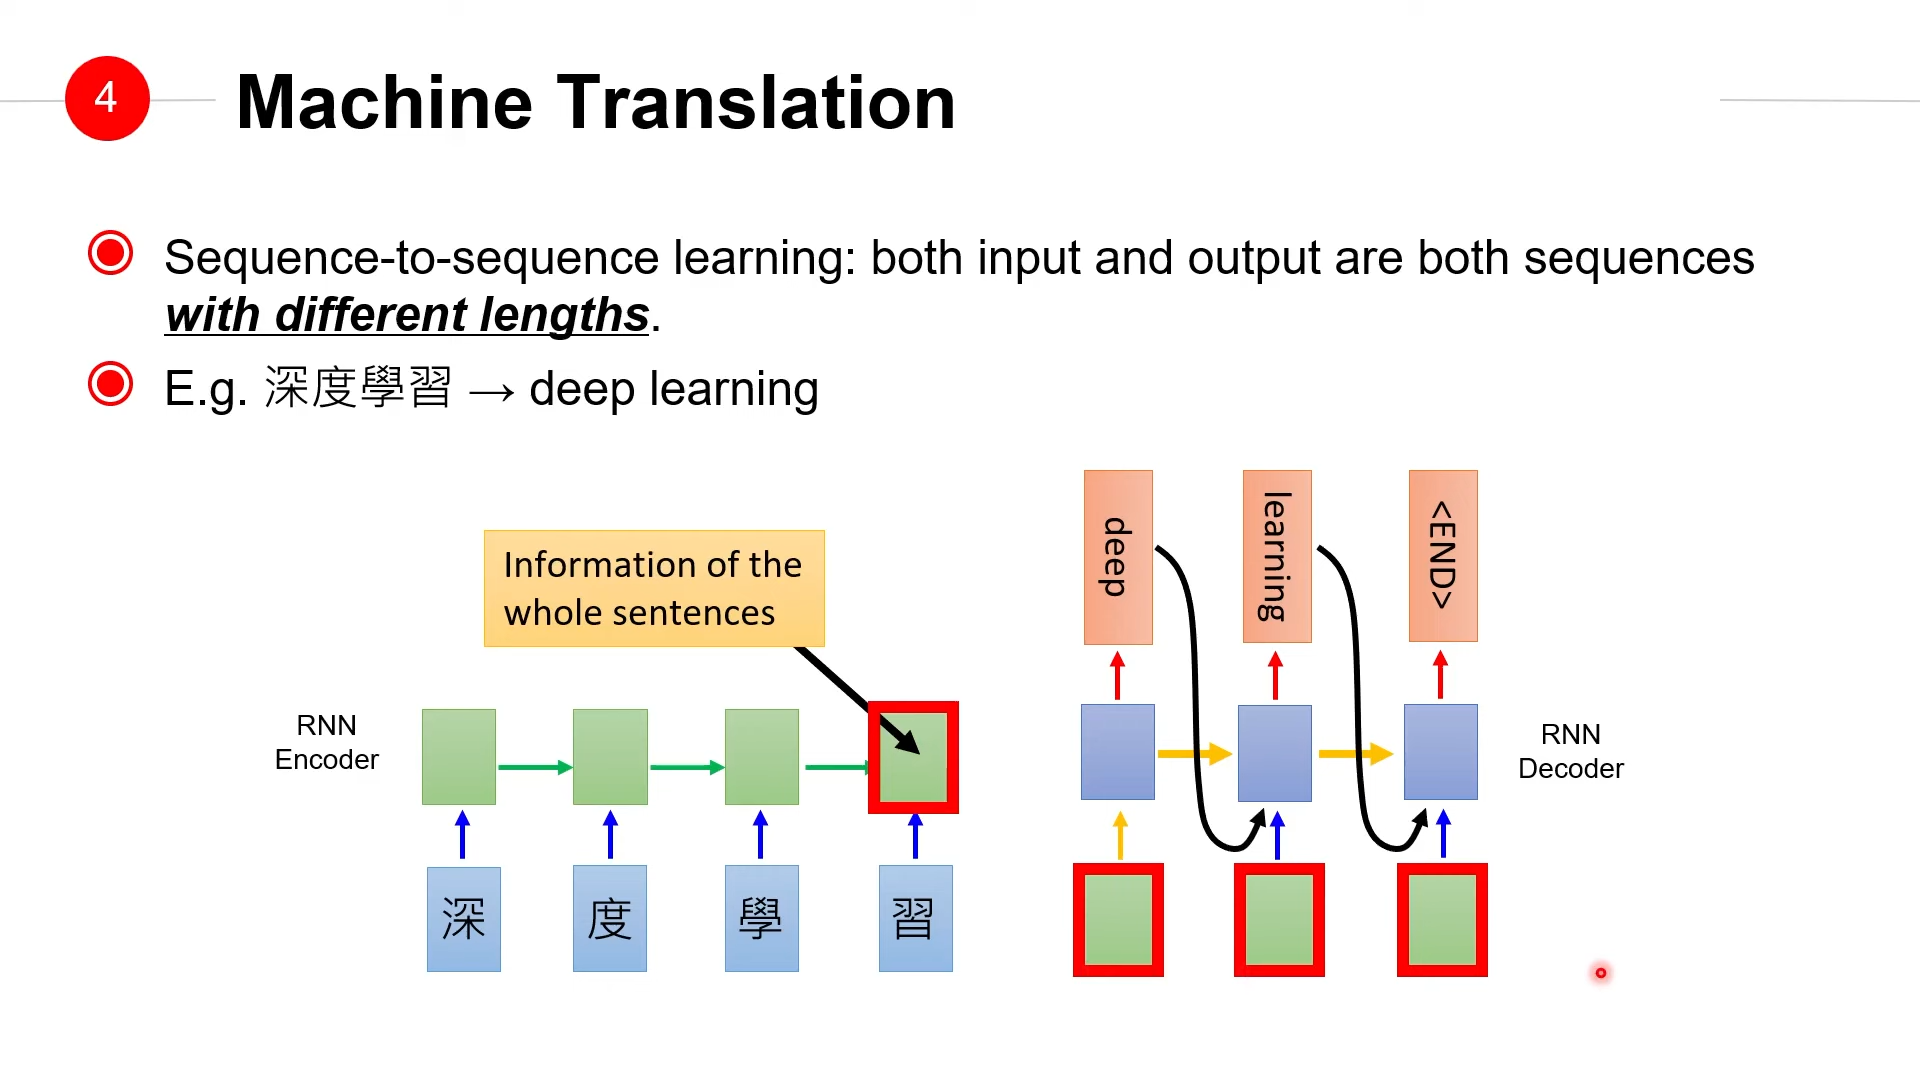 4
Machine Translation
Sequence-to-sequence learning: both input and output are both sequences
with different lengths.
E.g. 深度學習 → deep learning
Information of the
whole sentences
RNN
Encoder
深
度
學
習
deep
learning
<END>
RNN
Decoder